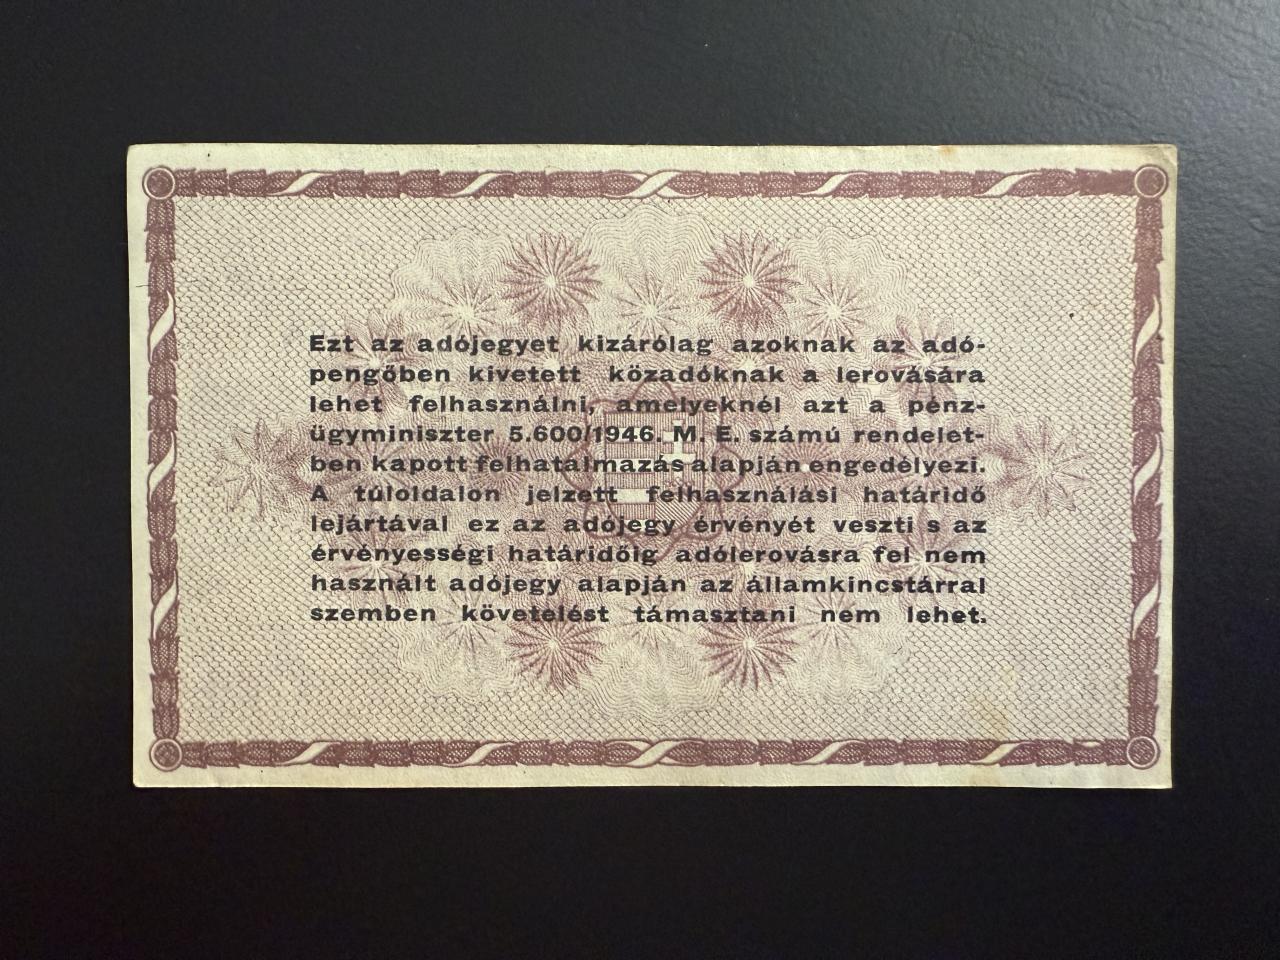 Ezt az adójegyet kizárólag azoknak az adó-
pengőben kivetett közadóknak a lerovására
lehet felhasználni, amelyeknél azt a pénz-
ügyminiszter 5.600/1946. M. E. számú rendelet-
ben kapott felhatalmazás alapján engedélyezi.
A túloldalon jelzett felhasználási határidő
lejártával ez az adójegy érvényét veszti s az
érvényességi határidőig adólerovásra fel nem
használt adójegy alapján az államkincstárral
szemben követelést támasztani nem lehet.